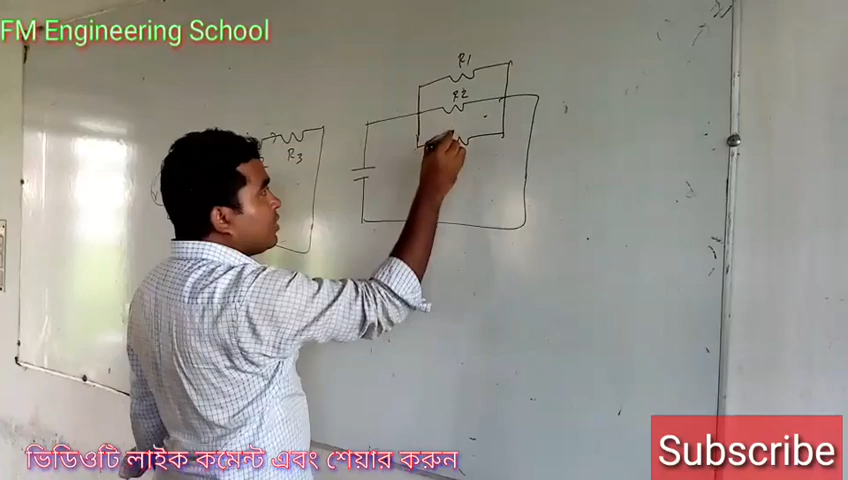 FM Engineering School
R1
R2
R3
ভিডিওটি লাইক কমেন্ট এবং শেয়ার করুন
Subscribe